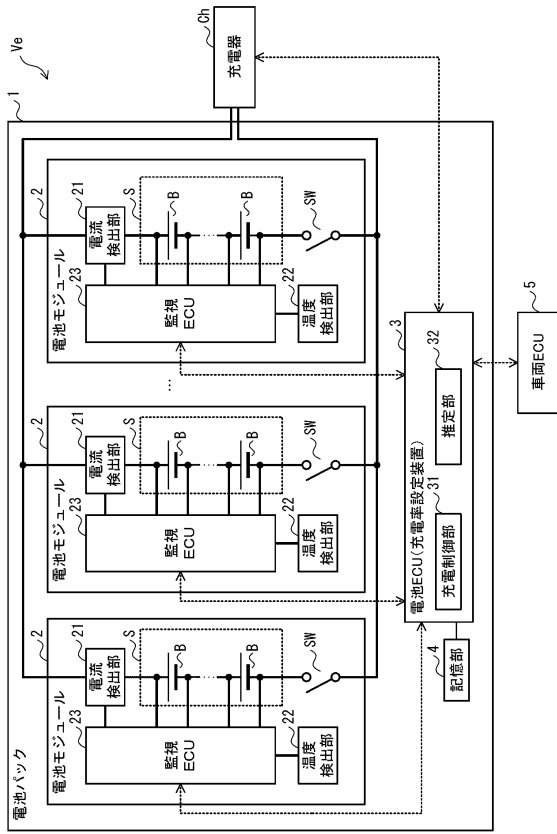 Ve
1
Ch
充電器
電池パック
電池モジュール
2
21
電流
検出部
S
B
B
SW
23
監視
ECU
22
温度
検出部
電池モジュール
2
21
電流
検出部
S
B
B
SW
23
監視
ECU
22
温度
検出部
…
電池モジュール
2
21
電流
検出部
S
B
B
SW
23
監視
ECU
22
温度
検出部
3
電池ECU(充電率設定装置)
31
充電制御部
32
推定部
4
記憶部
5
車両ECU